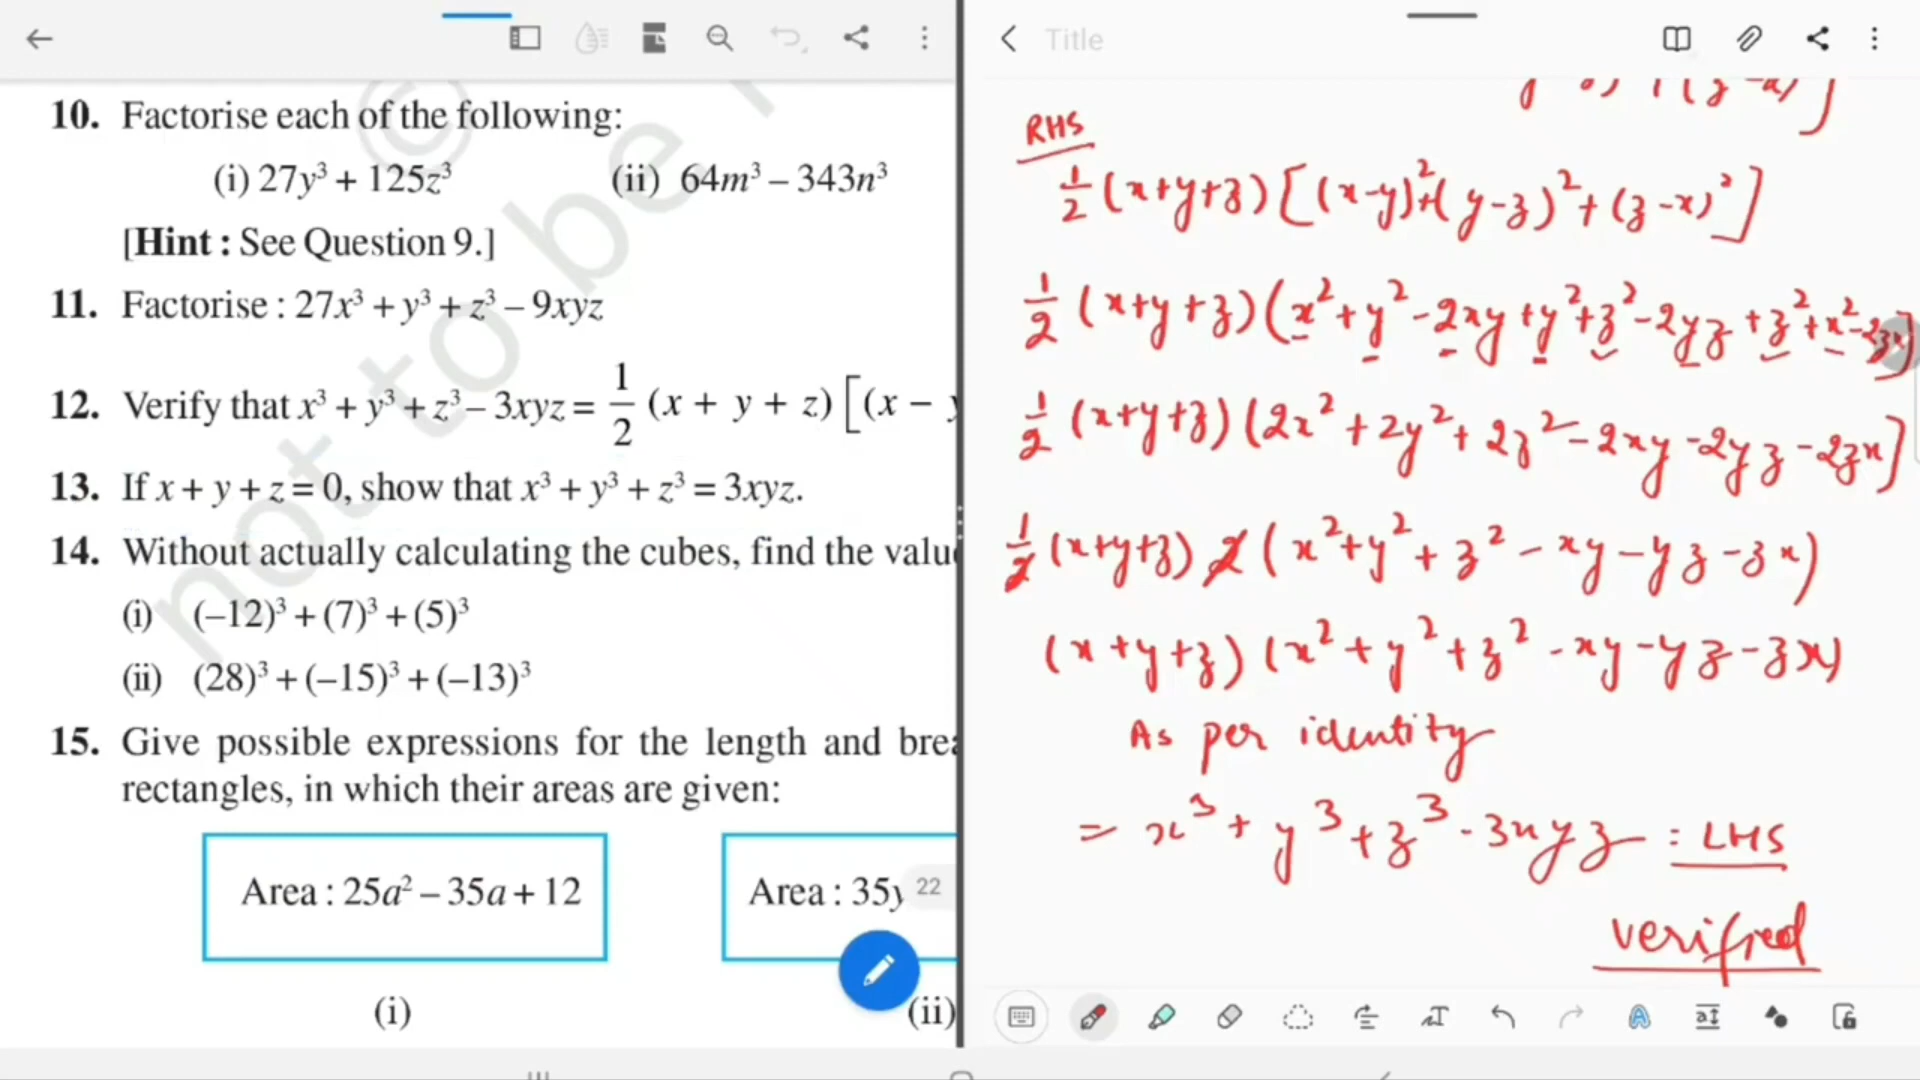 Title
10. Factorise each of the following:
(i) 27y³ + 125z³ (ii) 64m³ – 343n³
[Hint : See Question 9.]
11. Factorise : 27x³ + y³ + z³ – 9xyz
12. Verify that x³ + y³ + z³ – 3xyz = 1/2 (x + y + z) [(x –
13. If x + y + z = 0, show that x³ + y³ + z³ = 3xyz.
14. Without actually calculating the cubes, find the valu
(i) (–12)³ + (7)³ + (5)³
(ii) (28)³ + (–15)³ + (–13)³
15. Give possible expressions for the length and brea
rectangles, in which their areas are given:
Area : 25a² – 35a + 12
Area : 35y
22
(i)
(ii)
© not to be
RHS
1/2 (x+y+z) [(x-y)²+(y-z)²+(z-x)²]
1/2 (x+y+z) (x²+y²-2xy+y²+z²-2yz+z²+x²-2zx]
1/2 (x+y+z) (2x²+2y²+2z²-2xy-2yz-2zx]
1/2 (x+y+z) 2 (x²+y²+z²-xy-yz-zx)
(x+y+z) (x²+y²+z²-xy-yz-zx)
As per identity
= x³+y³+z³-3xyz = LHS
verified